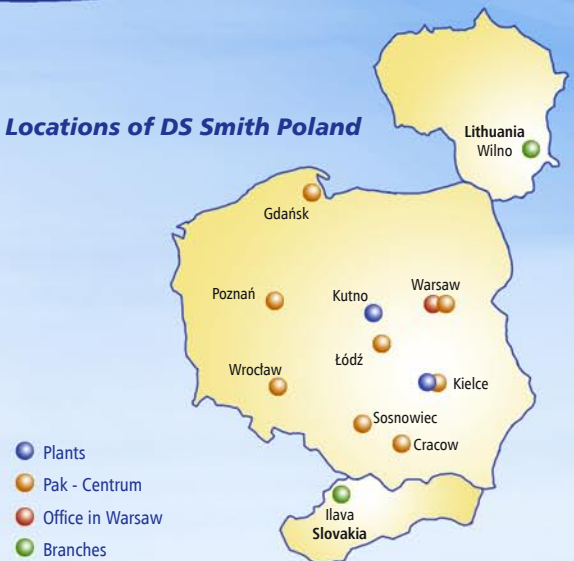 Locations of DS Smith Poland
Lithuania
Wilno
Gdańsk
Poznań
Kutno
Warsaw
Łódź
Wrocław
Kielce
Sosnowiec
Cracow
Plants
Pak - Centrum
Office in Warsaw
Branches
Ilava
Slovakia